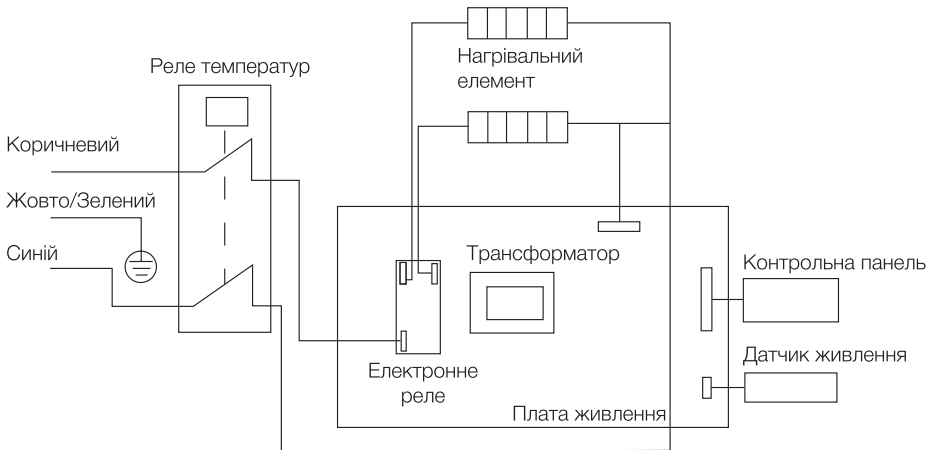 Нагрівальний
елемент
Реле температур
Коричневий
Жовто/Зелений
Синій
Трансформатор
Контрольна панель
Датчик живлення
Електронне
реле
Плата живлення